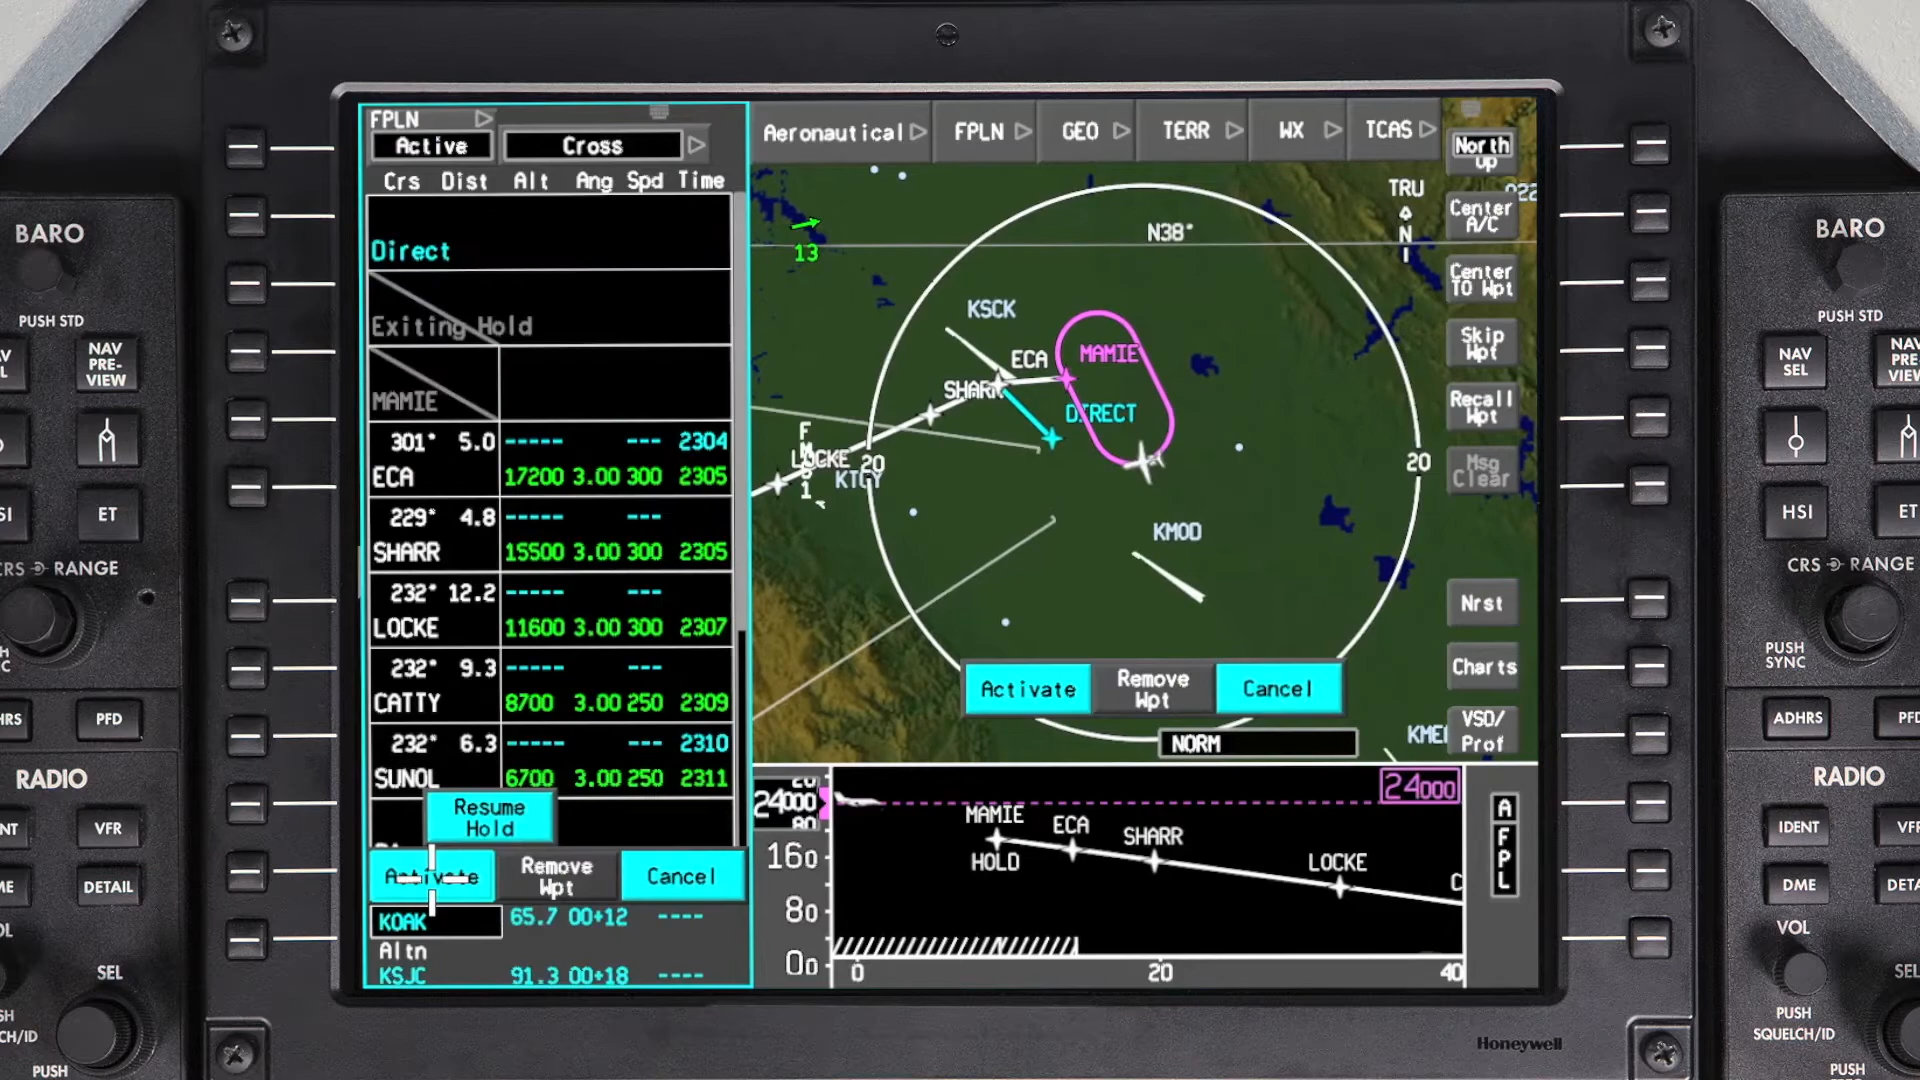 FPLN
Active
Cross
Crs Dist Alt Ang Spd Time
Direct
Exiting Hold
MAMIE
301° 5.0 ----- --- 2304
ECA 17200 3.00 300 2305
229° 4.8 ----- ---
SHARR 15500 3.00 300 2305
232° 12.2 ----- ---
LOCKE 11600 3.00 300 2307
232° 9.3 ----- ---
CATTY 8700 3.00 250 2309
232° 6.3 ----- --- 2310
SUNOL 6700 3.00 250 2311
Resume
Hold
Activate
Remove
Wpt
Cancel
KOAK 65.7 00+12 ----
Altn
KSJC 91.3 00+18 ----
Aeronautical FPLN GEO TERR WX TCAS
North
up
Center
A/C
Center
TO Wpt
Skip
Wpt
Recall
Wpt
Msg
Clear
Nrst
Charts
VSD/
Prof
TRU
N
13
N38°
KSCK
ECA
MAMIE
SHARR
DIRECT
LOCKE
20
KTCY
20
KMOD
Activate
Remove
Wpt
Cancel
NORM
24000
24000
MAMIE
HOLD
ECA
SHARR
LOCKE
160
80
00
0 20 40
A
F
P
L
BARO
PUSH STD
NAV
PRE-
VIEW
ET
RANGE
PFD
RADIO
VFR
DETAIL
SEL
PUSH
BARO
PUSH STD
NAV
SEL
HSI
CRS RANGE
PUSH
SYNC
ADHRS
RADIO
IDENT
DME
VOL
PUSH
SQUELCH/ID
PUSH
Honeywell